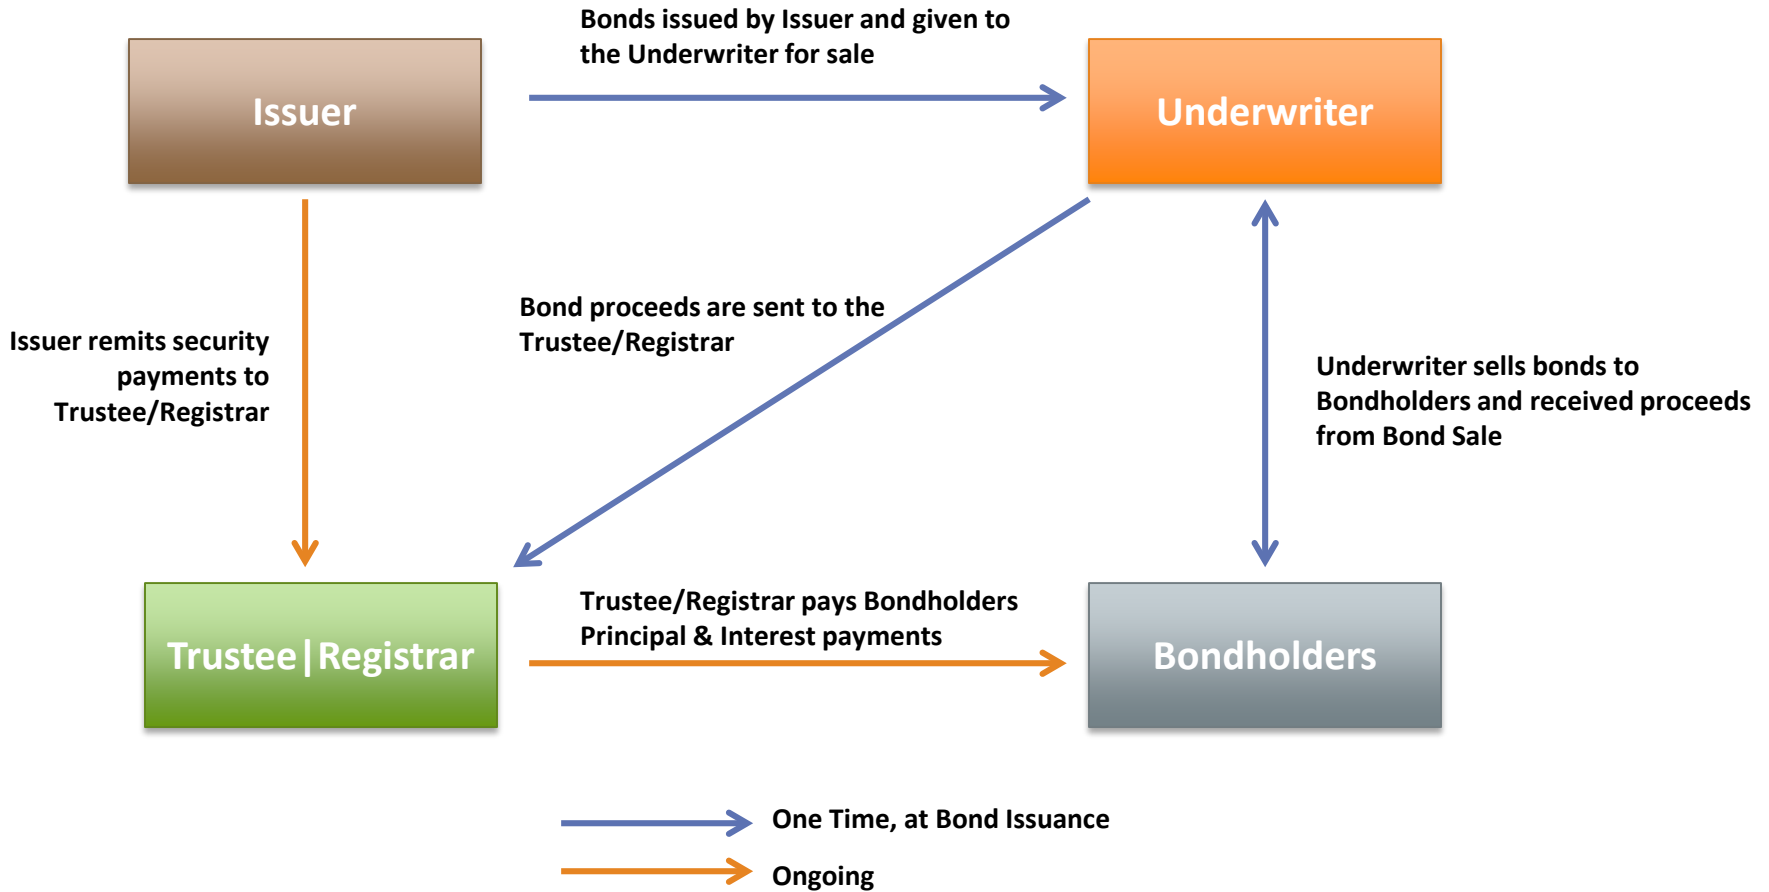 Bonds issued by Issuer and given to
the Underwriter for sale
Issuer
Underwriter
Bond proceeds are sent to the
Trustee/Registrar
Issuer remits security
payments to
Trustee/Registrar
Underwriter sells bonds to
Bondholders and received proceeds
from Bond Sale
Trustee/Registrar pays Bondholders
Principal & Interest payments
Trustee|Registrar
Bondholders
One Time, at Bond Issuance
Ongoing